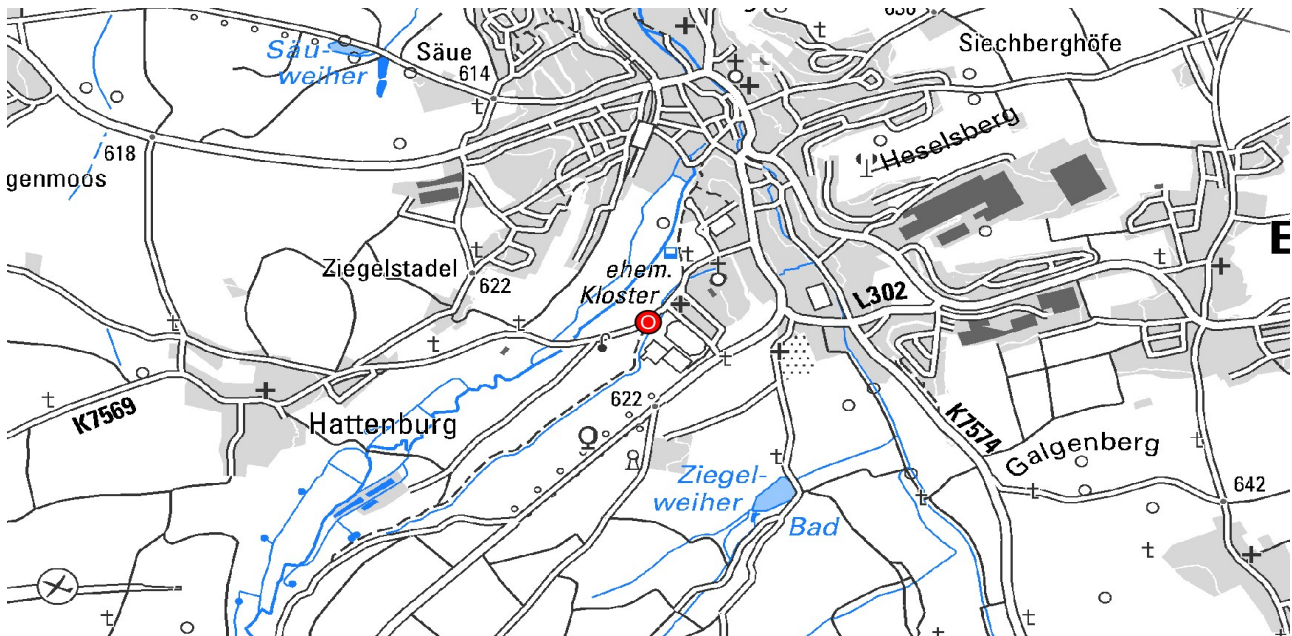 Säu-
weiher
Säue
614
Siechberghöfe
618
genmoos
Heselsberg
Ziegelstadel
622
ehem.
Kloster
L302
E
K7569
Hattenburg
622
K7574
Galgenberg
Ziegel-
weiher
Bad
642